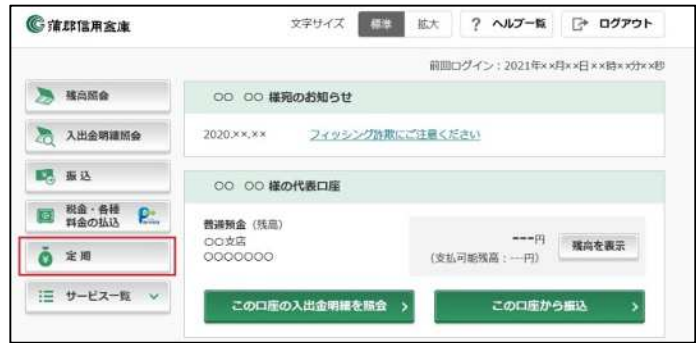 蒲郡信用金庫
文字サイズ 標準 拡大 ? ヘルプ一覧 ログアウト
前回ログイン：2021年××月××日××時××分××秒
残高照会
入出金明細照会
振込
税金・各種
料金の払込
定期
サービス一覧
○○ ○○ 様宛のお知らせ
2020.××.×× フィッシング詐欺にご注意ください
○○ ○○ 様の代表口座
普通預金（残高）
○○支店
○○○○○○○
---円
（支払可能残高：---円）
残高を表示
この口座の入出金明細を照会
この口座から振込